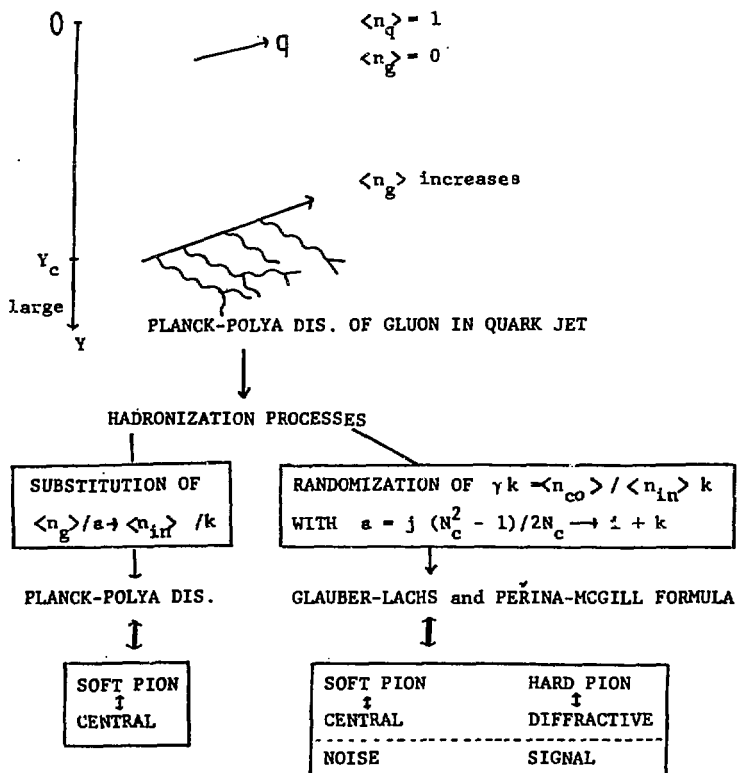 0
q
<n_q> = 1
<n_g> = 0
<n_g> increases
Y_c
large
Y
PLANCK-POLYA DIS. OF GLUON IN QUARK JET
HADRONIZATION PROCESSES
SUBSTITUTION OF
<n_g>/a → <n_in> /k
RANDOMIZATION OF γk = <n_co> / <n_in> k
WITH a = j (N_c^2 - 1)/2N_c → i + k
PLANCK-POLYA DIS.
GLAUBER-LACHS and PEŘINA-MCGILL FORMULA
SOFT PION
↕
CENTRAL
SOFT PION HARD PION
↕ ↕
CENTRAL DIFFRACTIVE
NOISE SIGNAL